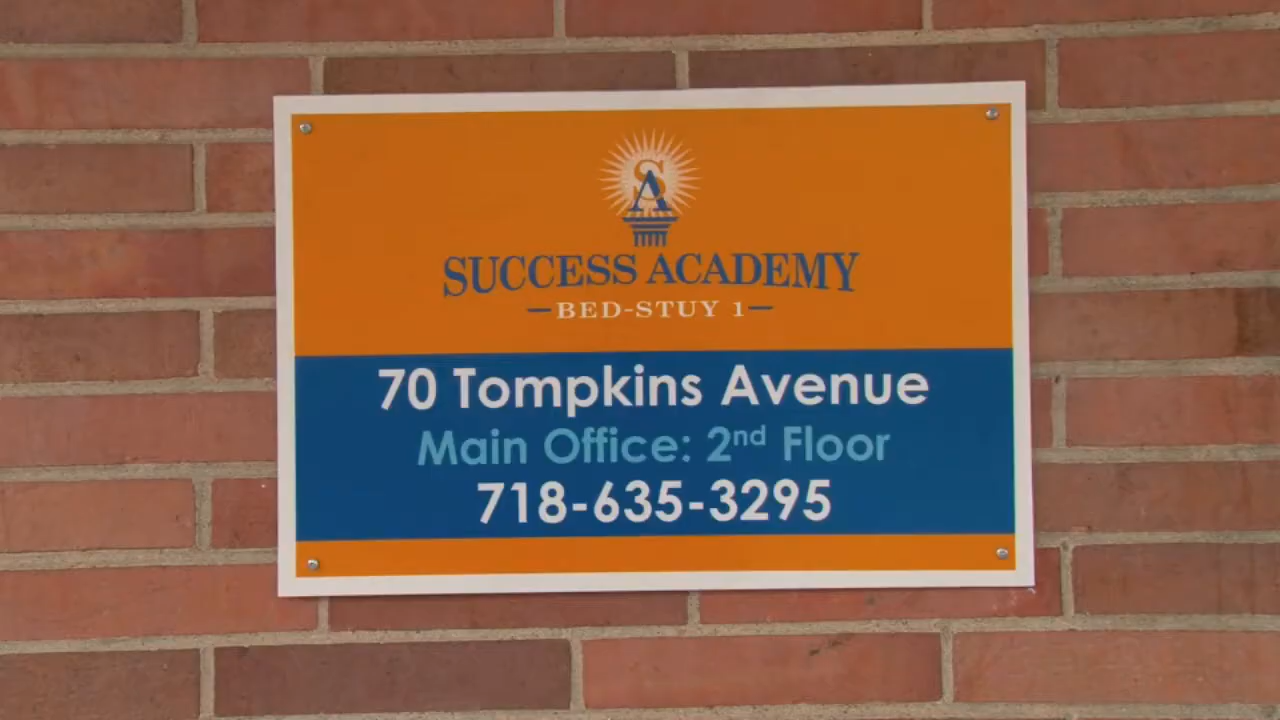 SA
SUCCESS ACADEMY
BED-STUY 1
70 Tompkins Avenue
Main Office: 2nd Floor
718-635-3295